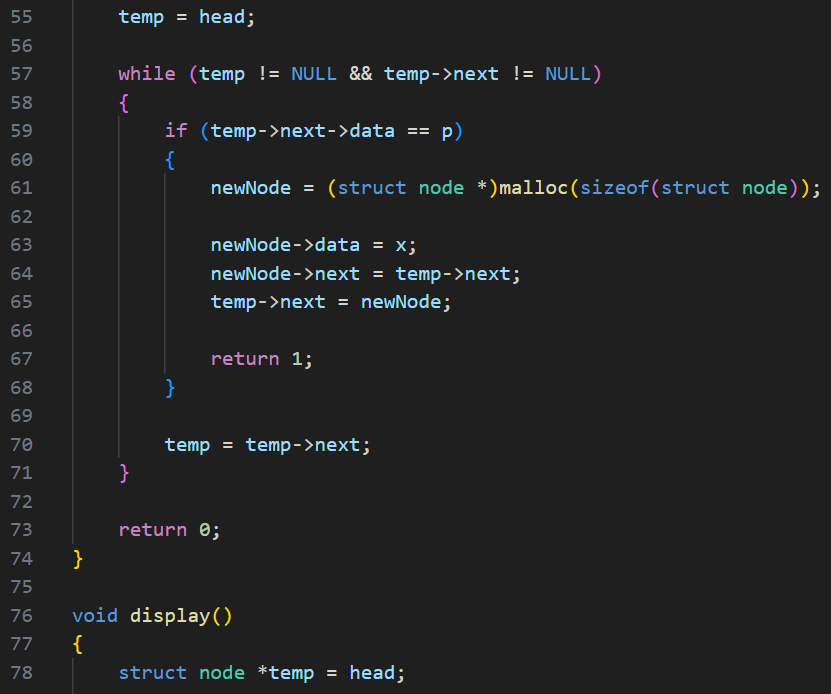 55 temp = head;
56
57 while (temp != NULL && temp->next != NULL)
58 {
59 if (temp->next->data == p)
60 {
61 newNode = (struct node *)malloc(sizeof(struct node));
62
63 newNode->data = x;
64 newNode->next = temp->next;
65 temp->next = newNode;
66
67 return 1;
68 }
69
70 temp = temp->next;
71 }
72
73 return 0;
74 }
75
76 void display()
77 {
78 struct node *temp = head;